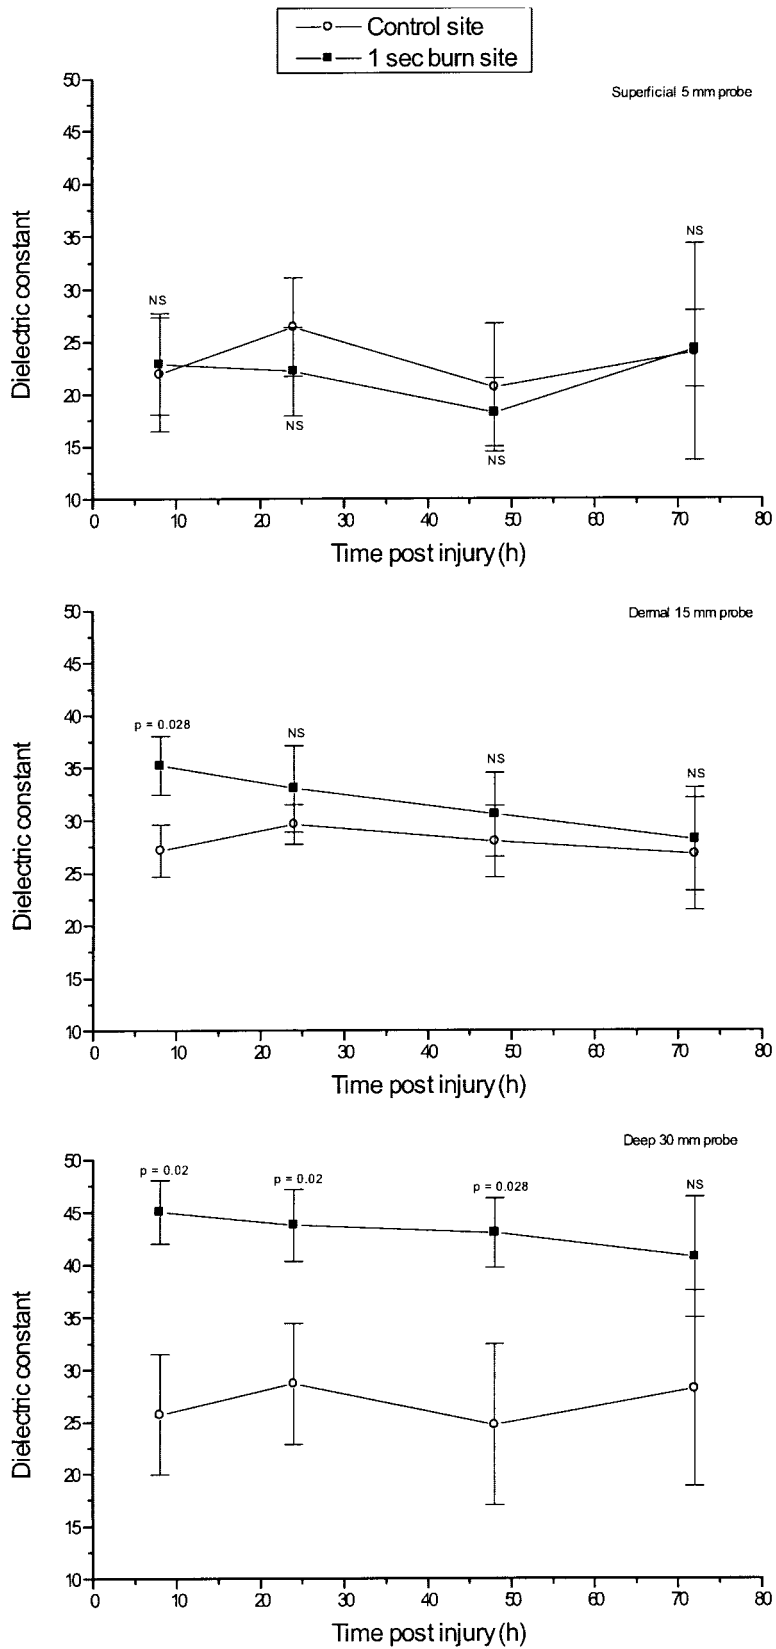 Control site
1 sec burn site
Superficial 5 mm probe
50
45
40
35
30
25
20
15
10
Dielectric constant
NS
NS
NS
NS
0 10 20 30 40 50 60 70 80
Time post injury (h)
Dermal 15 mm probe
50
45
40
35
30
25
20
15
10
Dielectric constant
p = 0.028
NS
NS
NS
0 10 20 30 40 50 60 70 80
Time post injury (h)
Deep 30 mm probe
50
45
40
35
30
25
20
15
10
Dielectric constant
p = 0.02
p = 0.02
p = 0.028
NS
0 10 20 30 40 50 60 70 80
Time post injury (h)